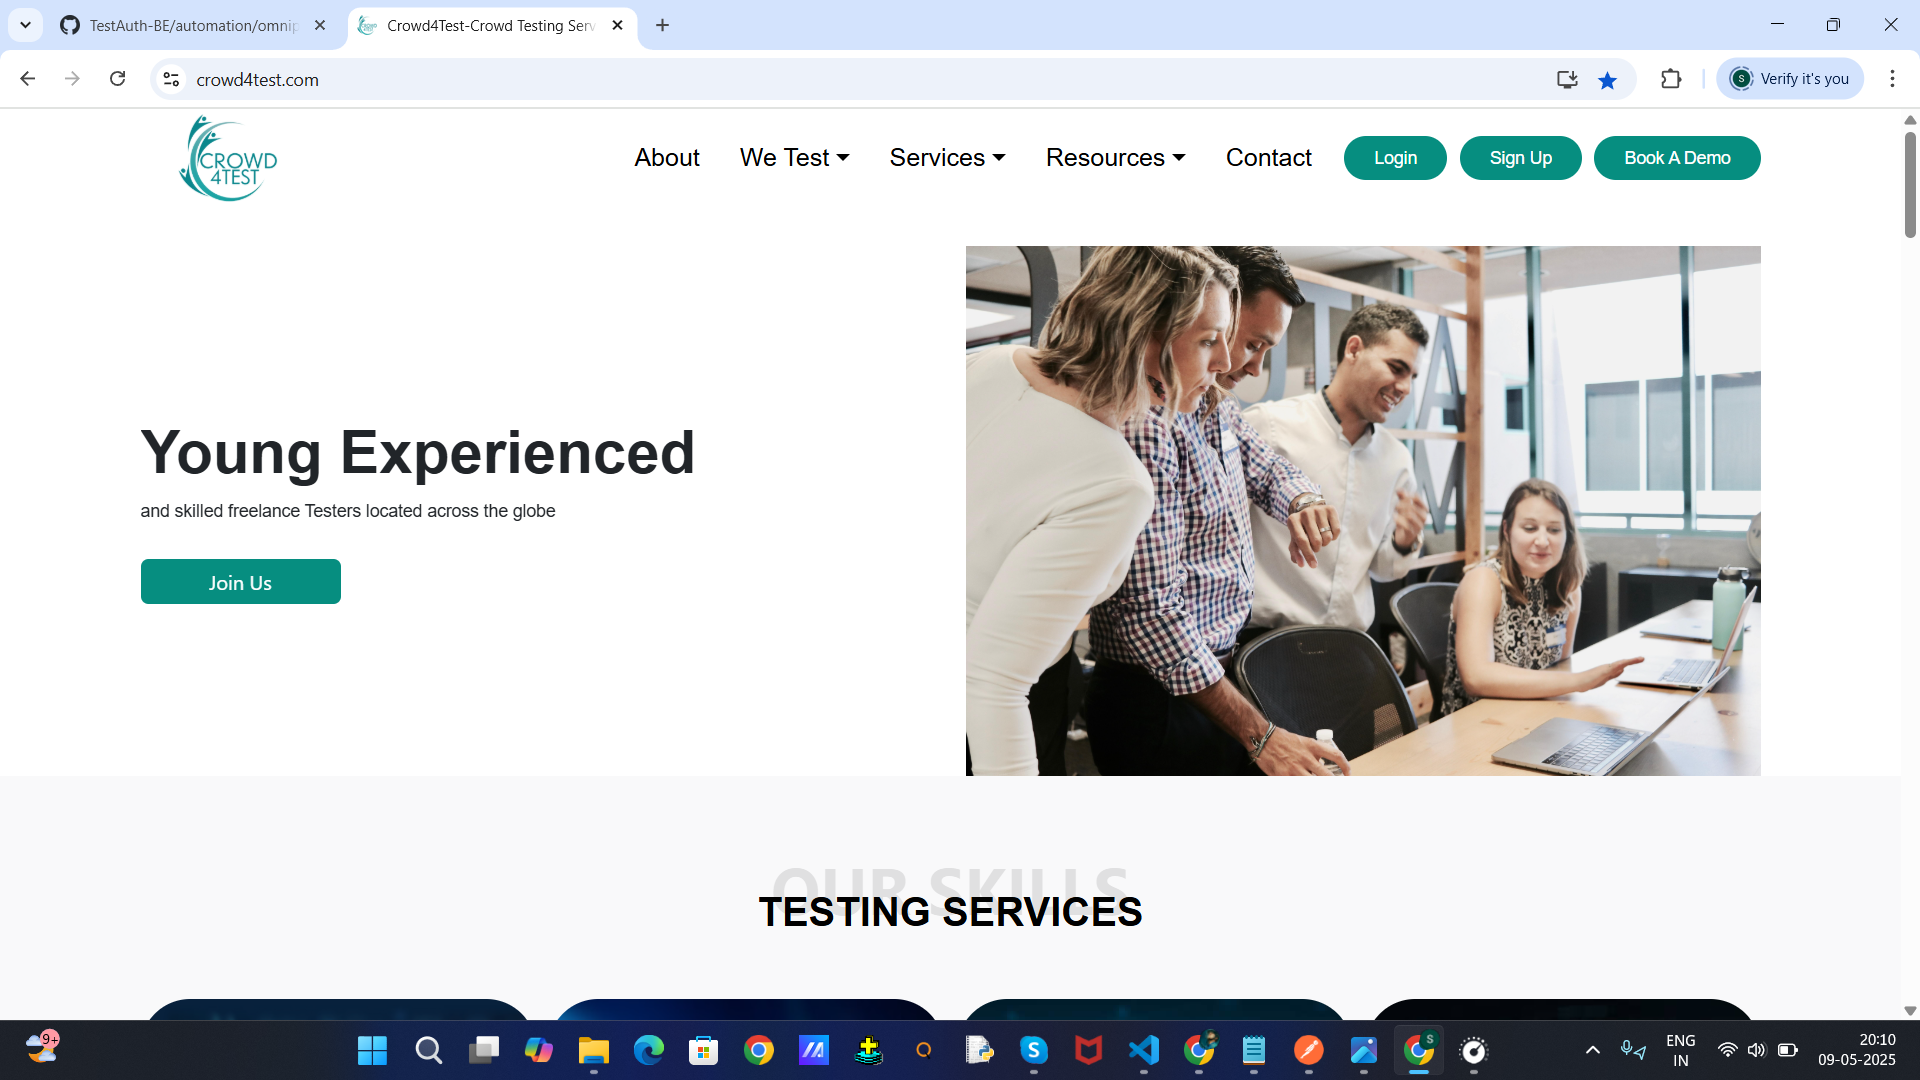 TestAuth-BE/automation/omnip
Crowd4Test-Crowd Testing Serv
crowd4test.com
Verify it's you
CROWD
4TEST
About
We Test
Services
Resources
Contact
Login
Sign Up
Book A Demo
Young Experienced
and skilled freelance Testers located across the globe
Join Us
OUR SKILLS
TESTING SERVICES
9+
ENG
IN
20:10
09-05-2025